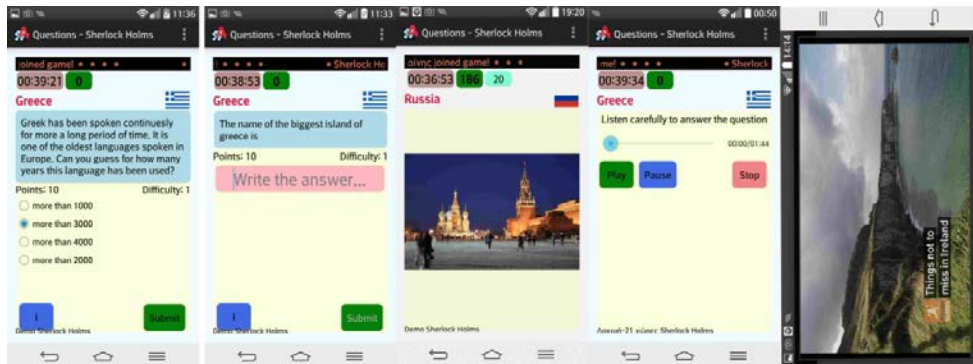 11:36
Questions - Sherlock Holms
joined game! * * * *
00:39:21 0
Greece
Greek has been spoken continuesly
for more a long period of time. It is
one of the oldest languages spoken in
Europe. Can you guess for how many
years this language has been used?
Points: 10 Difficulty: 1
more than 1000
more than 3000
more than 4000
more than 2000
i Submit
Demo Sherlock Holms
11:33
Questions - Sherlock Holms
! * * * * * Sherlock Ho
00:38:53 0
Greece
The name of the biggest island of
greece is
Points: 10 Difficulty: 1
Write the answer...
i Submit
Demo Sherlock Holms
19:20
Questions - Sherlock Holms
αίνης joined game! * * *
00:36:53 186 20
Russia
Demo Sherlock Holms
00:50
Questions - Sherlock Holms
me! * * * * * Sherlock
00:39:34 0
Greece
Listen carefully to answer the question
00:00/01:44
Play Pause Stop
Sherlock Holms
14:14
Things not to
miss in Ireland